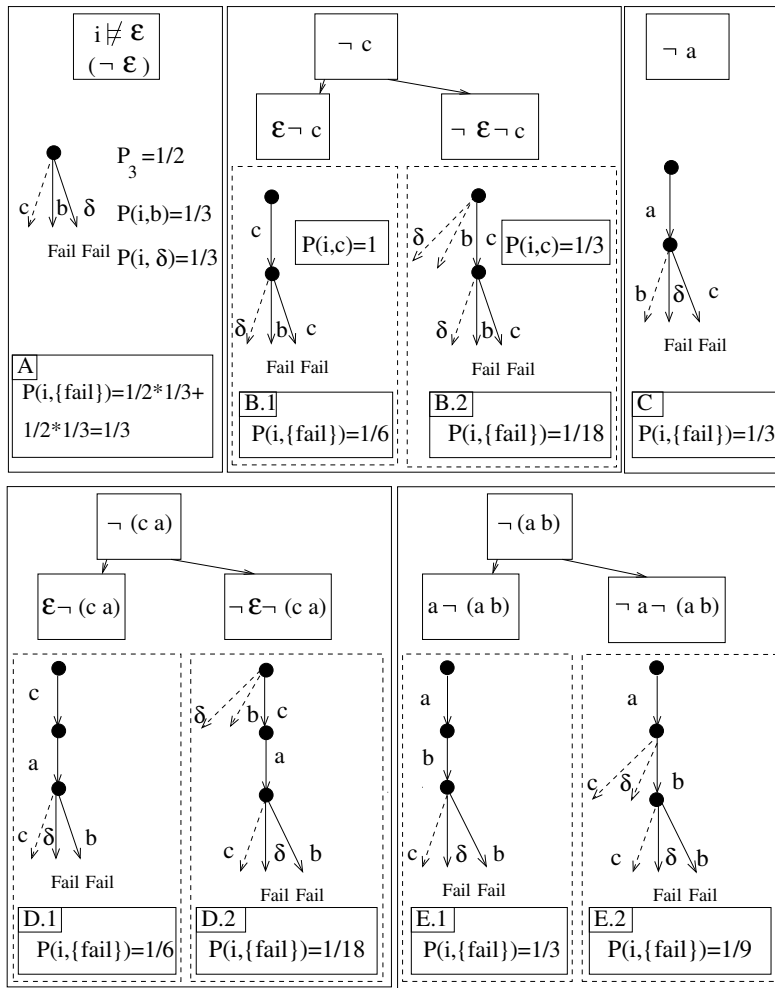 i ⊭ ε
(¬ ε)
c b δ
Fail Fail
P₃ =1/2
P(i,b)=1/3
P(i, δ)=1/3
A
P(i,{fail})=1/2*1/3+
1/2*1/3=1/3
¬ c
ε¬ c
¬ ε¬ c
c
P(i,c)=1
δ b c
Fail Fail
B.1
P(i,{fail})=1/6
δ b c
P(i,c)=1/3
δ b c
Fail Fail
B.2
P(i,{fail})=1/18
¬ a
a
b δ c
Fail Fail
C
P(i,{fail})=1/3
¬ (c a)
ε¬ (c a)
¬ ε¬ (c a)
c
a
c δ b
Fail Fail
D.1
P(i,{fail})=1/6
δ b c
a
c δ b
Fail Fail
D.2
P(i,{fail})=1/18
¬ (a b)
a¬ (a b)
¬ a¬ (a b)
a
b
c δ b
Fail Fail
E.1
P(i,{fail})=1/3
a
c δ b
c δ b
Fail Fail
E.2
P(i,{fail})=1/9